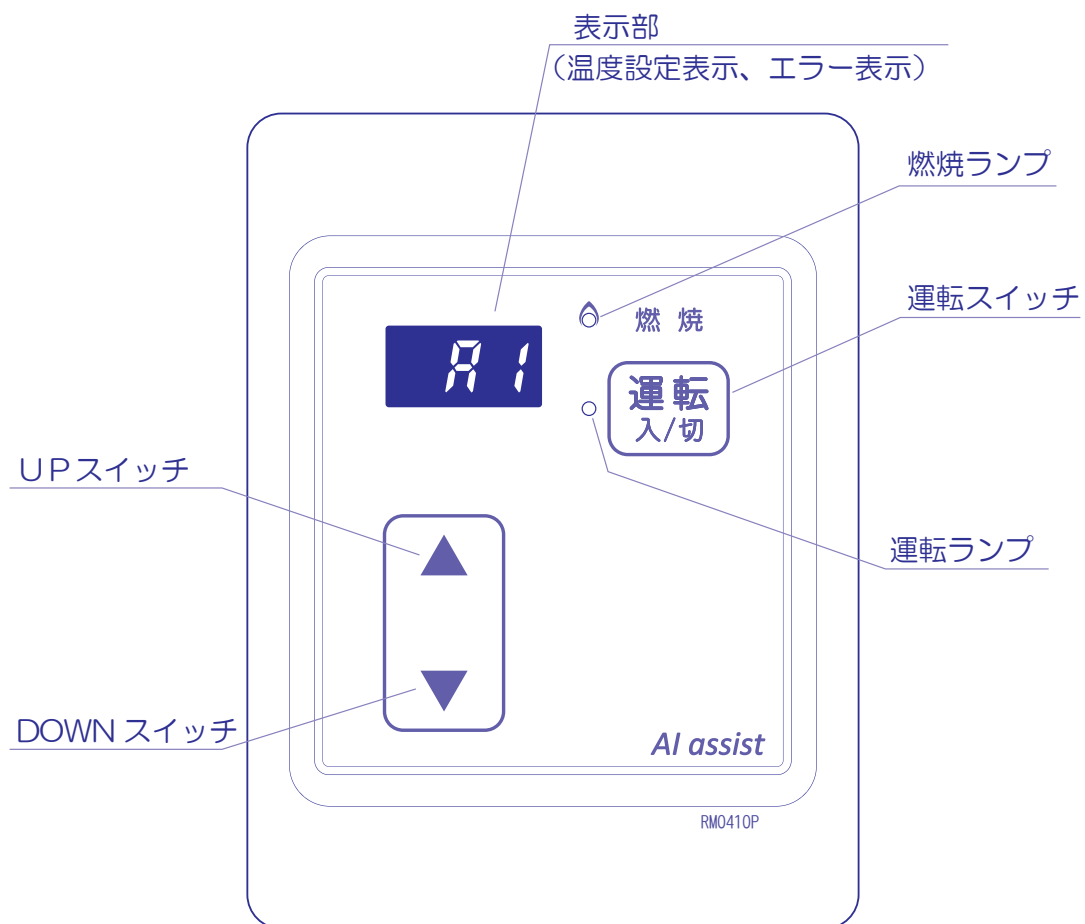 表示部
（温度設定表示、エラー表示）
燃焼ランプ
燃 焼
運転スイッチ
A1
運転
入/切
ＵＰスイッチ
運転ランプ
DOWN スイッチ
AI assist
RM0410P